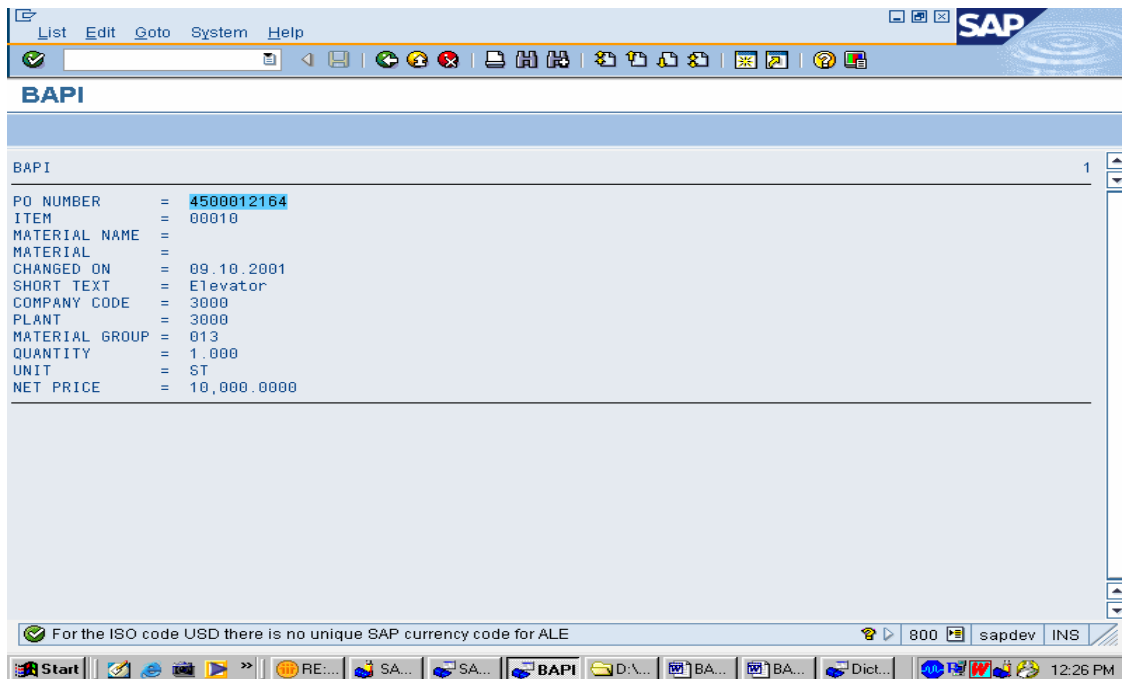 List Edit Goto System Help
SAP
BAPI
BAPI 1
PO NUMBER = 4500012164
ITEM = 00010
MATERIAL NAME =
MATERIAL =
CHANGED ON = 09.10.2001
SHORT TEXT = Elevator
COMPANY CODE = 3000
PLANT = 3000
MATERIAL GROUP = 013
QUANTITY = 1.000
UNIT = ST
NET PRICE = 10,000.0000
For the ISO code USD there is no unique SAP currency code for ALE 800 sapdev INS
Start » RE:... SA... SA... BAPI D:\... BA... BA... Dict... 12:26 PM